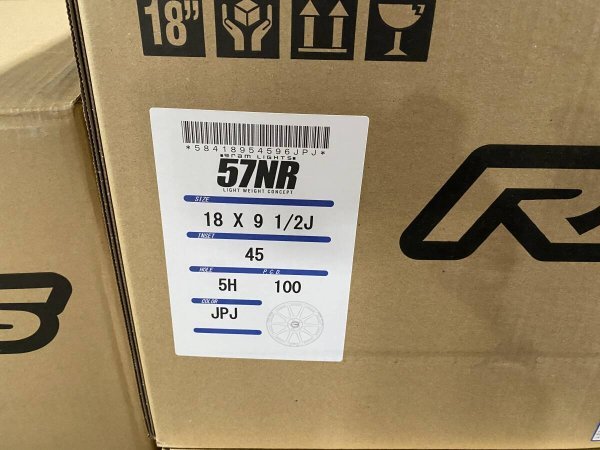 18"
*58418954596JPJ*
GRAM LIGHTS
57NR
LIGHT WEIGHT CONCEPT
SIZE
18 X 9 1/2J
INSET
45
HOLE P.C.D
5H 100
COLOR
JPJ